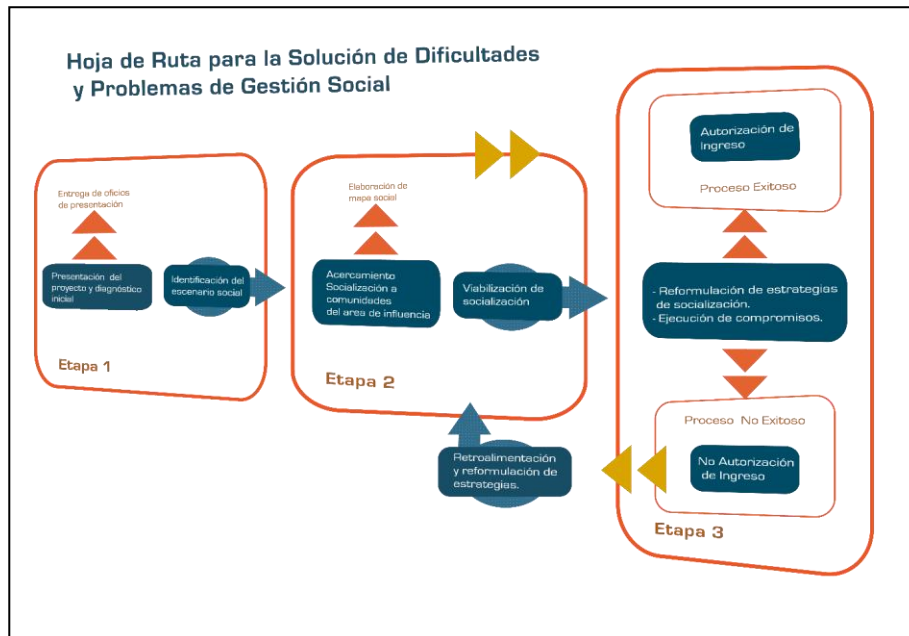 Hoja de Ruta para la Solución de Dificultades
y Problemas de Gestión Social
Entrega de oficios
de presentación
Presentación del
proyecto y diagnóstico
inicial
Identificación del
escenario social
Etapa 1
Elaboración de
mapa social
Acercamiento
Socialización a
comunidades
del area de influencia
Viabilización de
socialización
Etapa 2
Retroalimentación
y reformulación de
estrategias.
Autorización de
Ingreso
Proceso Exitoso
- Reformulación de estrategias
de socialización.
- Ejecución de compromisos.
Proceso No Exitoso
No Autorización
de Ingreso
Etapa 3